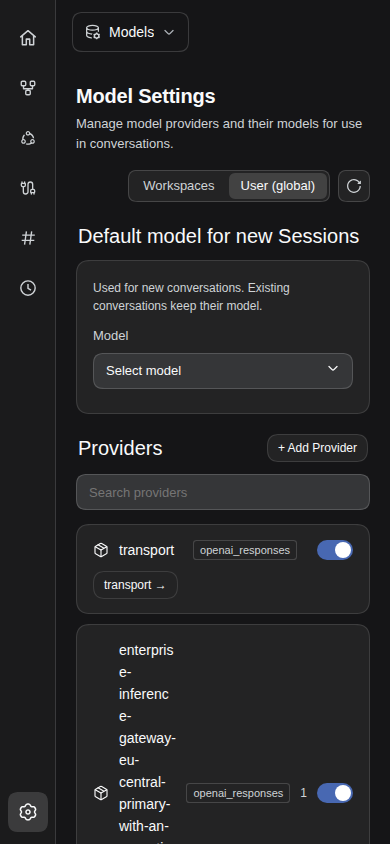 Models
Model Settings
Manage model providers and their models for use
in conversations.
Workspaces User (global)
Default model for new Sessions
Used for new conversations. Existing
conversations keep their model.
Model
Select model
Providers + Add Provider
Search providers
transport openai_responses
transport →
enterpris
e-
inferenc
e-
gateway-
eu-
central-
primary-
with-an-
openai_responses 1